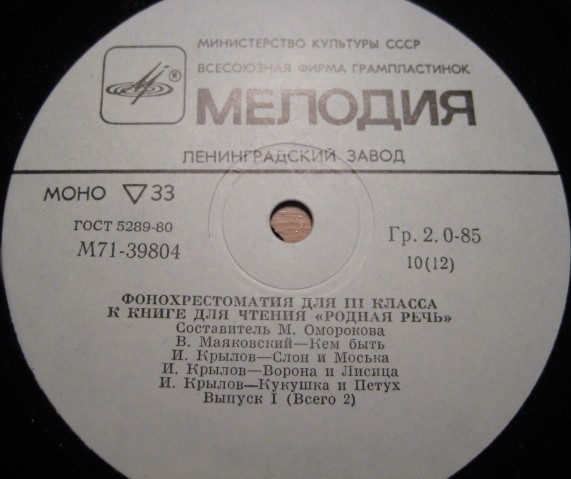 МИНИСТЕРСТВО КУЛЬТУРЫ СССР
ВСЕСОЮЗНАЯ ФИРМА ГРАМПЛАСТИНОК
®
МЕЛОДИЯ
ЛЕНИНГРАДСКИЙ ЗАВОД
МОНО ▽ 33
ГОСТ 5289-80
М71-39804
Гр. 2. 0-85
10(12)
ФОНОХРЕСТОМАТИЯ ДЛЯ III КЛАССА
К КНИГЕ ДЛЯ ЧТЕНИЯ «РОДНАЯ РЕЧЬ»
Составитель М. Оморокова
В. Маяковский—Кем быть
И. Крылов—Слон и Моська
И. Крылов—Ворона и Лисица
И. Крылов—Кукушка и Петух
Выпуск I (Всего 2)